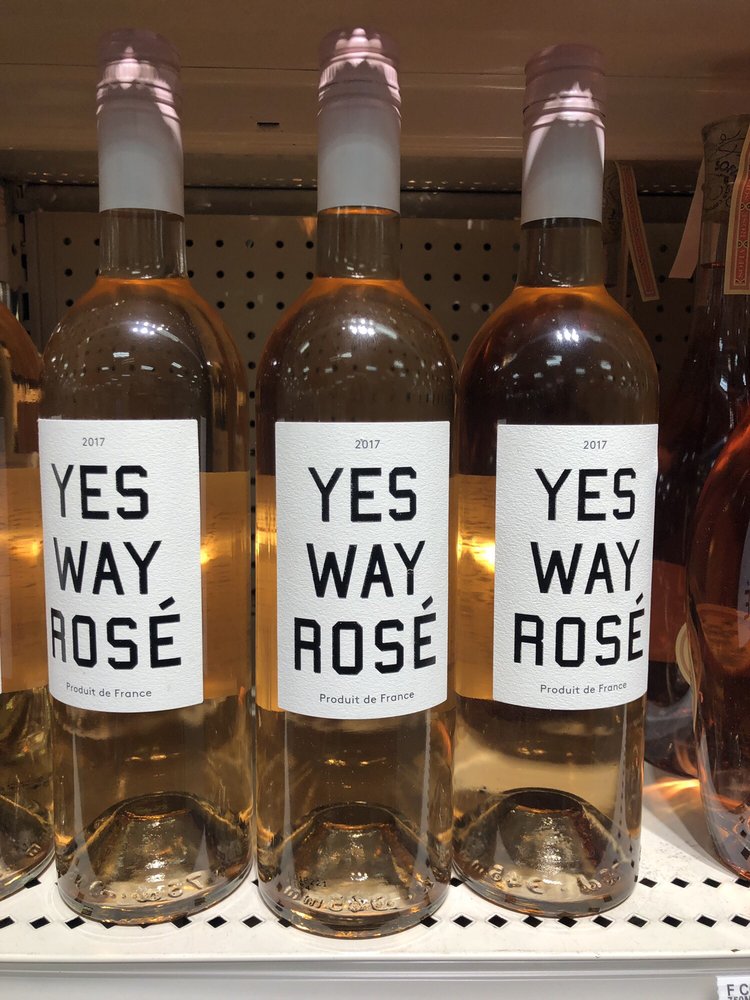 2017
YES
WAY
ROSÉ
Produit de France
2017
YES
WAY
ROSÉ
Produit de France
2017
YES
WAY
ROSÉ
Produit de France
F.C